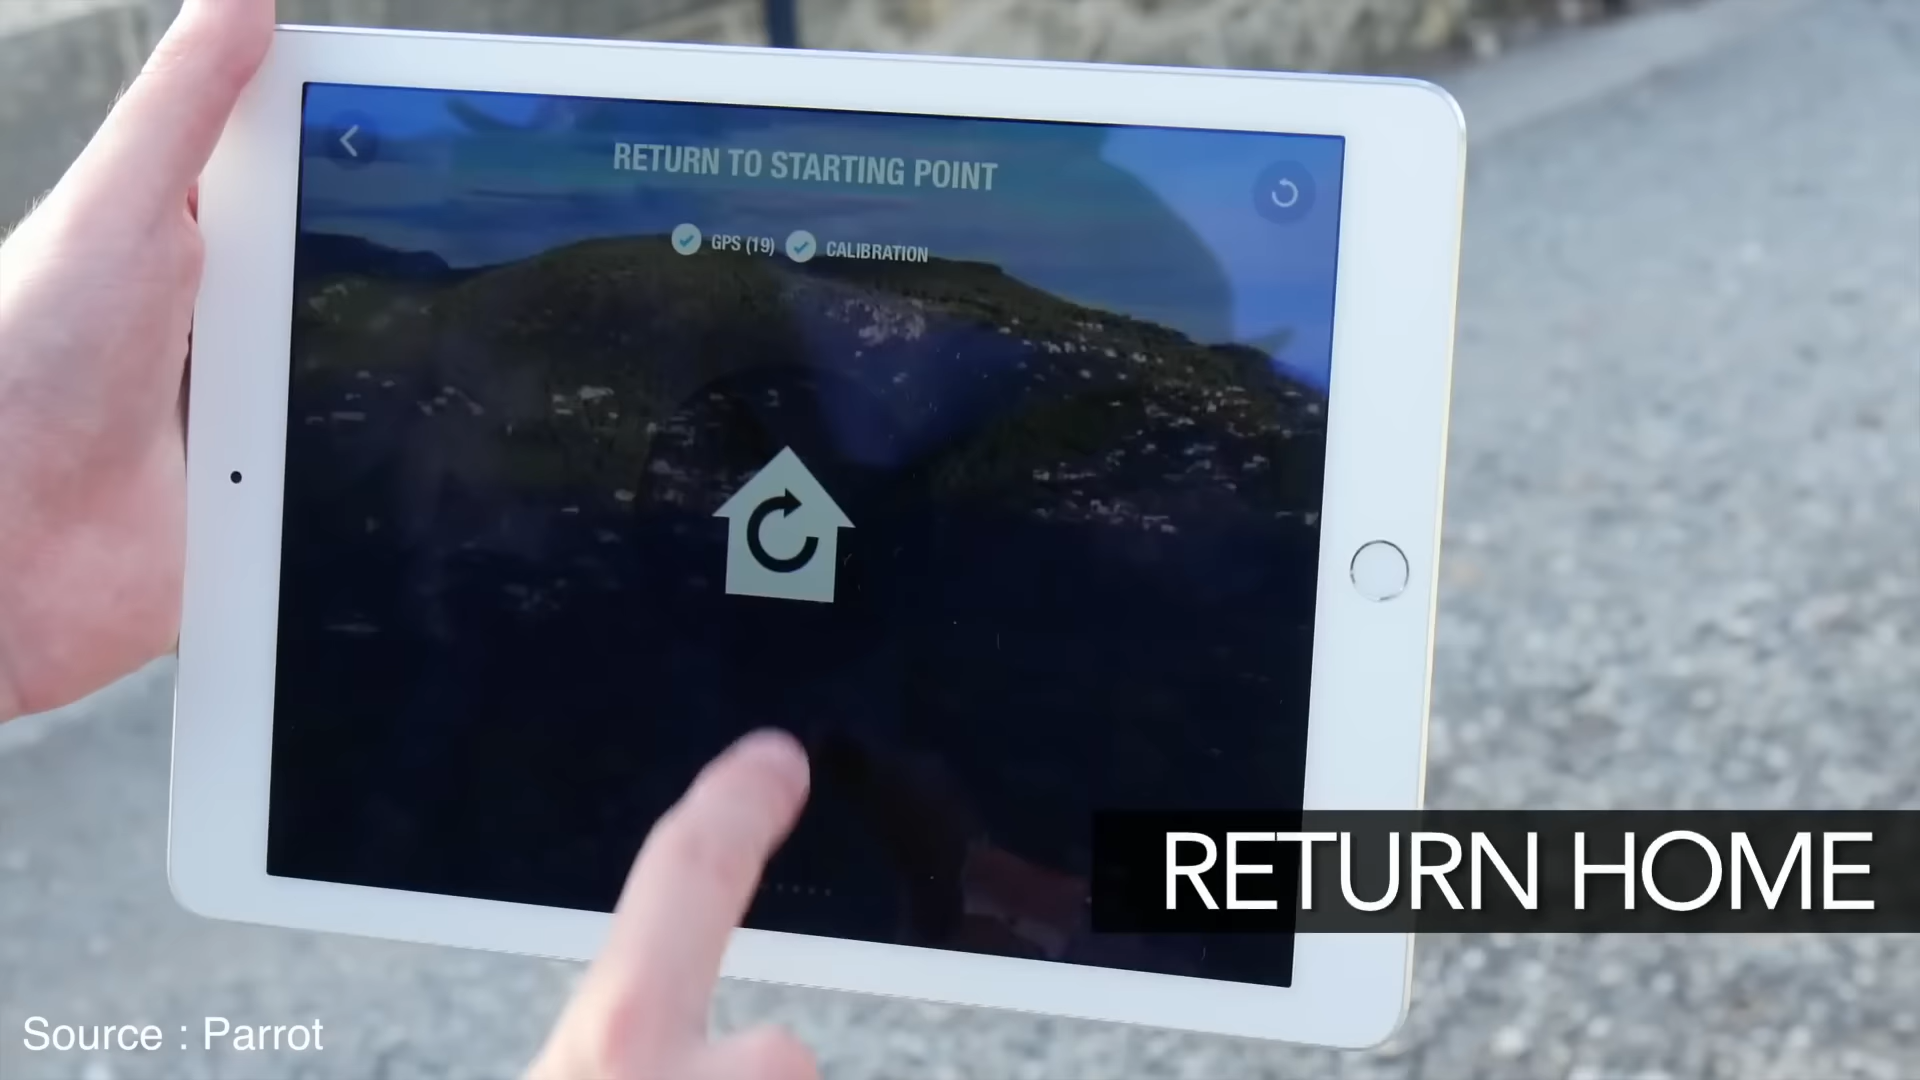 RETURN TO STARTING POINT
GPS (19) CALIBRATION
RETURN HOME
Source : Parrot